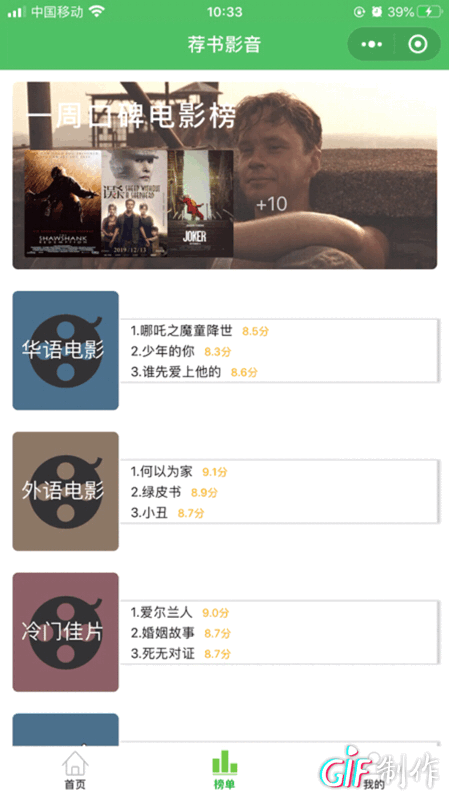 中国移动
10:33
39%
荐书影音
一周口碑电影榜
THE
SHAWSHANK
REDEMPTION
误杀
SHEEP WITHOUT
A SHEPHERD
2019/12/13
JOKER
+10
华语电影
1.哪吒之魔童降世 8.5分
2.少年的你 8.3分
3.谁先爱上他的 8.6分
外语电影
1.何以为家 9.1分
2.绿皮书 8.9分
3.小丑 8.7分
冷门佳片
1.爱尔兰人 9.0分
2.婚姻故事 8.7分
3.死无对证 8.7分
首页
榜单
我的
GIF制作